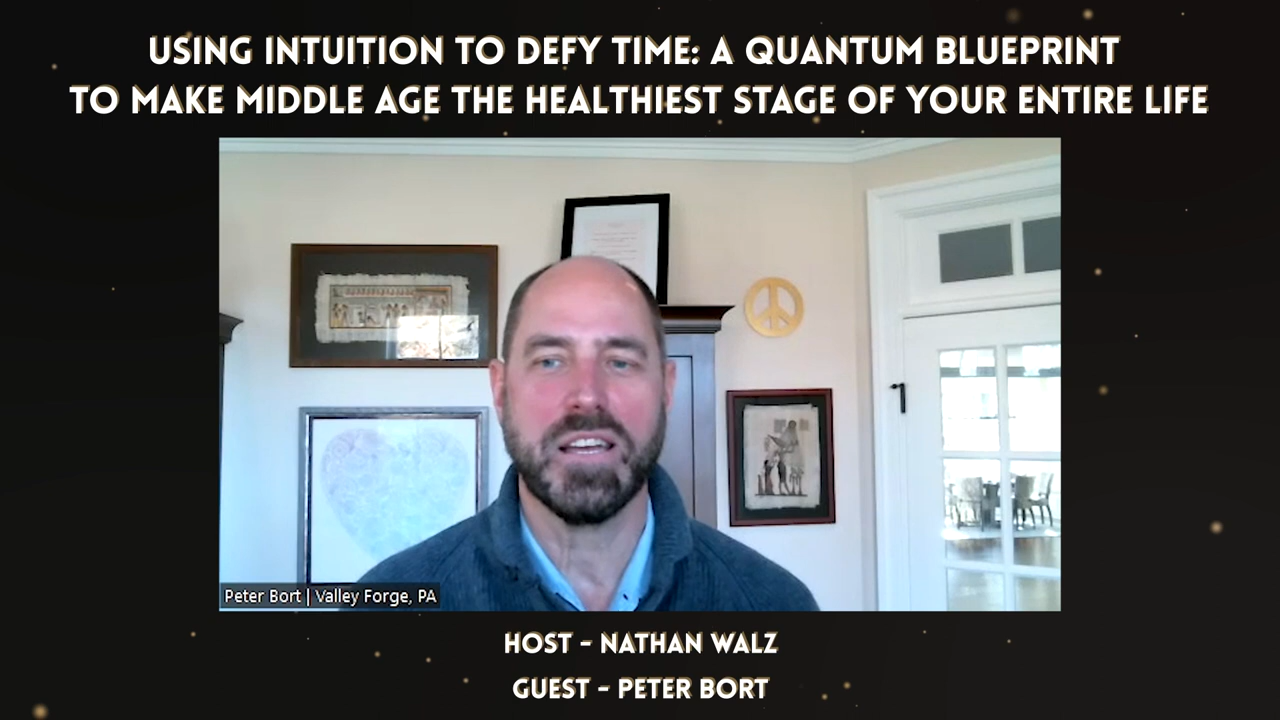 USING INTUITION TO DEFY TIME: A QUANTUM BLUEPRINT
TO MAKE MIDDLE AGE THE HEALTHIEST STAGE OF YOUR ENTIRE LIFE
Peter Bort | Valley Forge, PA
HOST - NATHAN WALZ
GUEST - PETER BORT